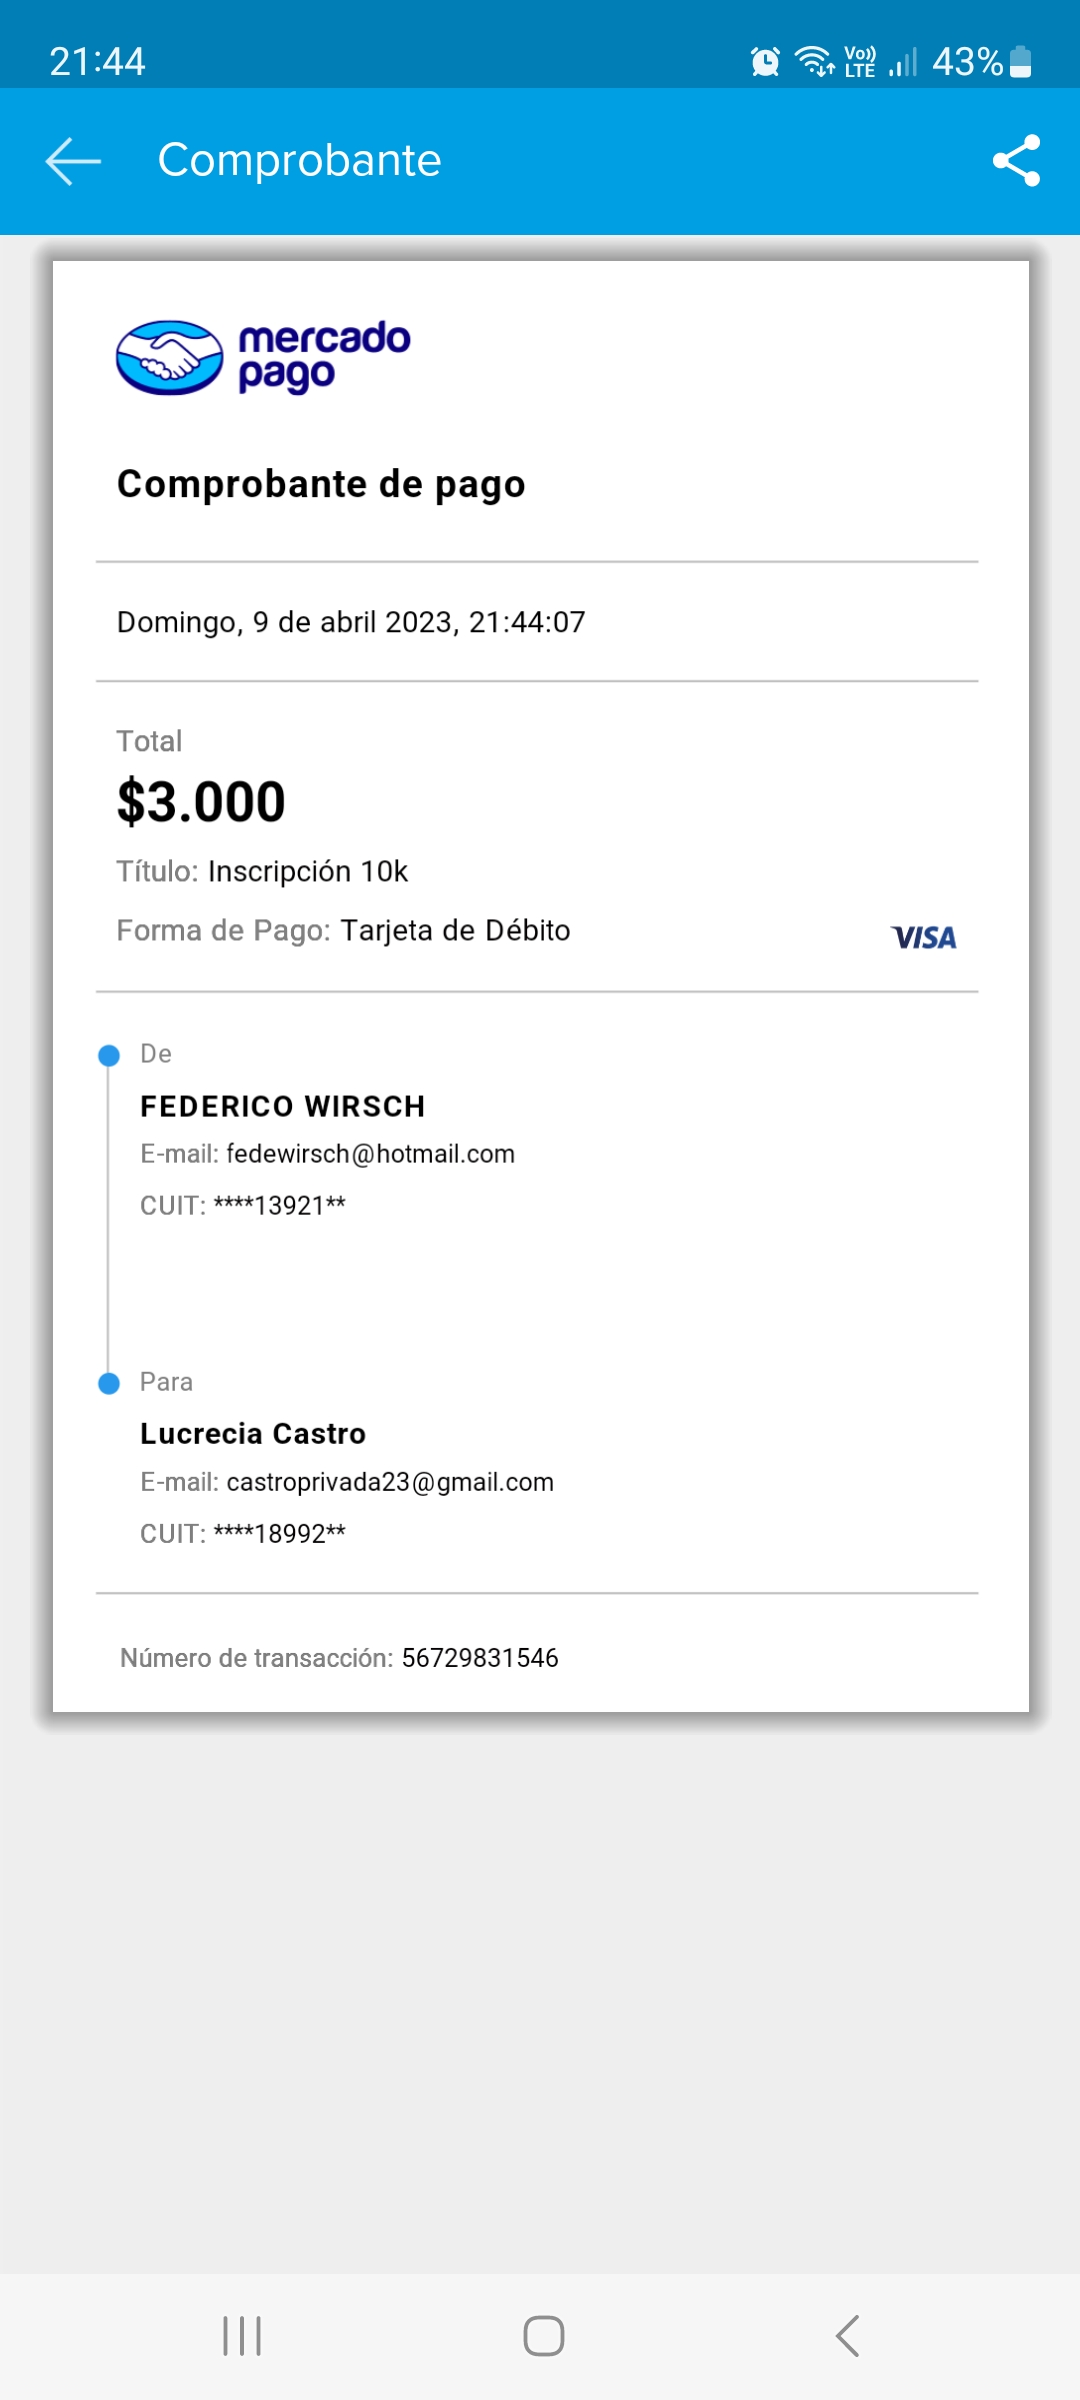 21:44
Vo)) LTE 43%
Comprobante
mercado
pago
Comprobante de pago
Domingo, 9 de abril 2023, 21:44:07
Total
$3.000
Título: Inscripción 10k
Forma de Pago: Tarjeta de Débito
VISA
De
FEDERICO WIRSCH
E-mail: fedewirsch@hotmail.com
CUIT: ****13921**
Para
Lucrecia Castro
E-mail: castroprivada23@gmail.com
CUIT: ****18992**
Número de transacción: 56729831546